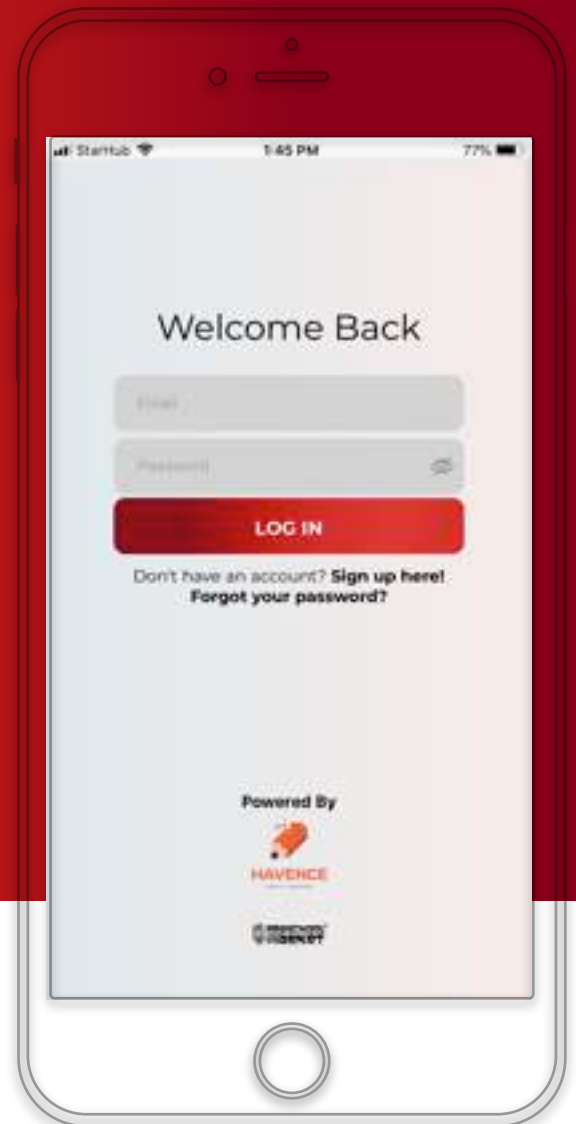 StarHub 1:45 PM 77%
Welcome Back
Email
Password
LOG IN
Don't have an account? Sign up here!
Forgot your password?
Powered By
HAVENCE